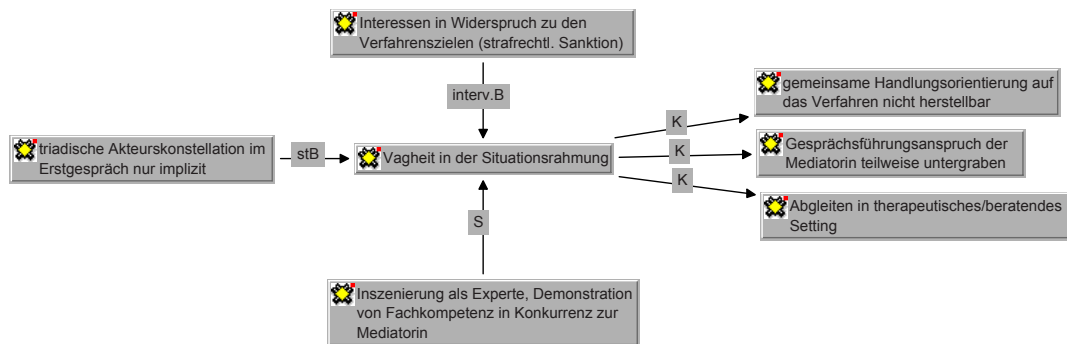 Interessen in Widerspruch zu den
Verfahrenszielen (strafrechtl. Sanktion)
interv.B
gemeinsame Handlungsorientierung auf
das Verfahren nicht herstellbar
K
triadische Akteurskonstellation im
Erstgespräch nur implizit
stB
Vagheit in der Situationsrahmung
K
Gesprächsführungsanspruch der
Mediatorin teilweise untergraben
K
Abgleiten in therapeutisches/beratendes
Setting
S
Inszenierung als Experte, Demonstration
von Fachkompetenz in Konkurrenz zur
Mediatorin